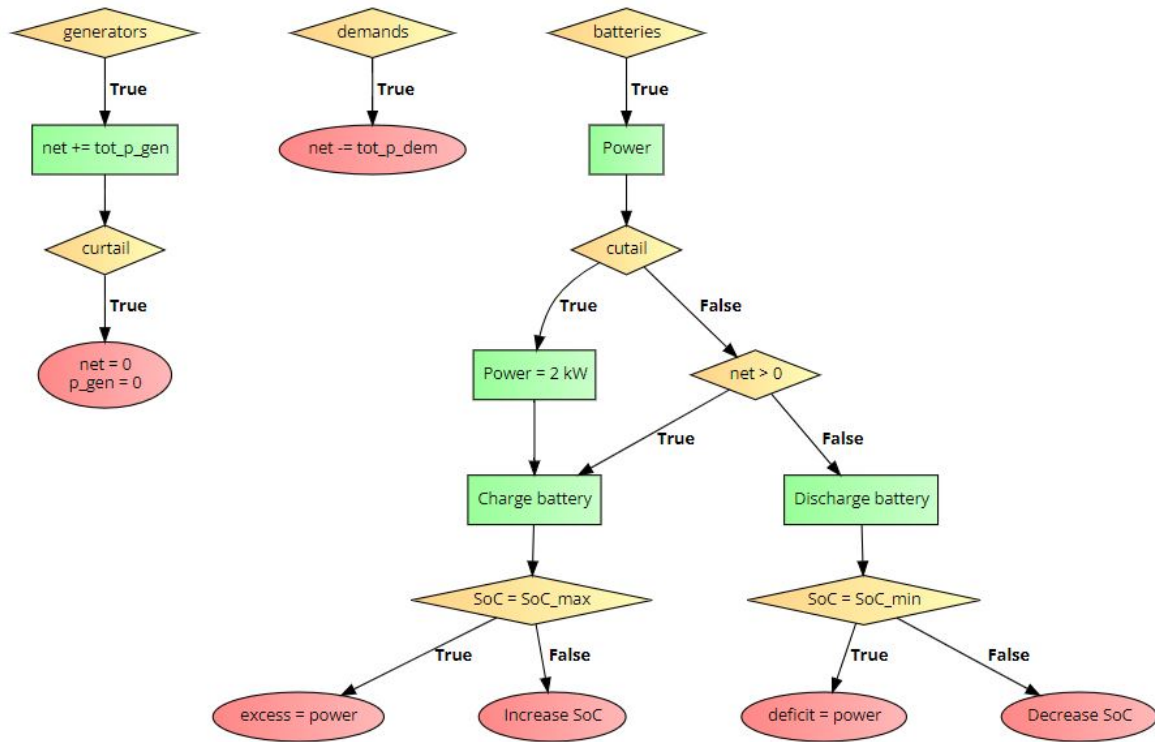 generators
demands
batteries
True
True
True
net += tot_p_gen
net -= tot_p_dem
Power
curtail
cutail
True
True
False
net = 0
p_gen = 0
Power = 2 kW
net > 0
True
False
Charge battery
Discharge battery
SoC = SoC_max
SoC = SoC_min
True
False
True
False
excess = power
Increase SoC
deficit = power
Decrease SoC